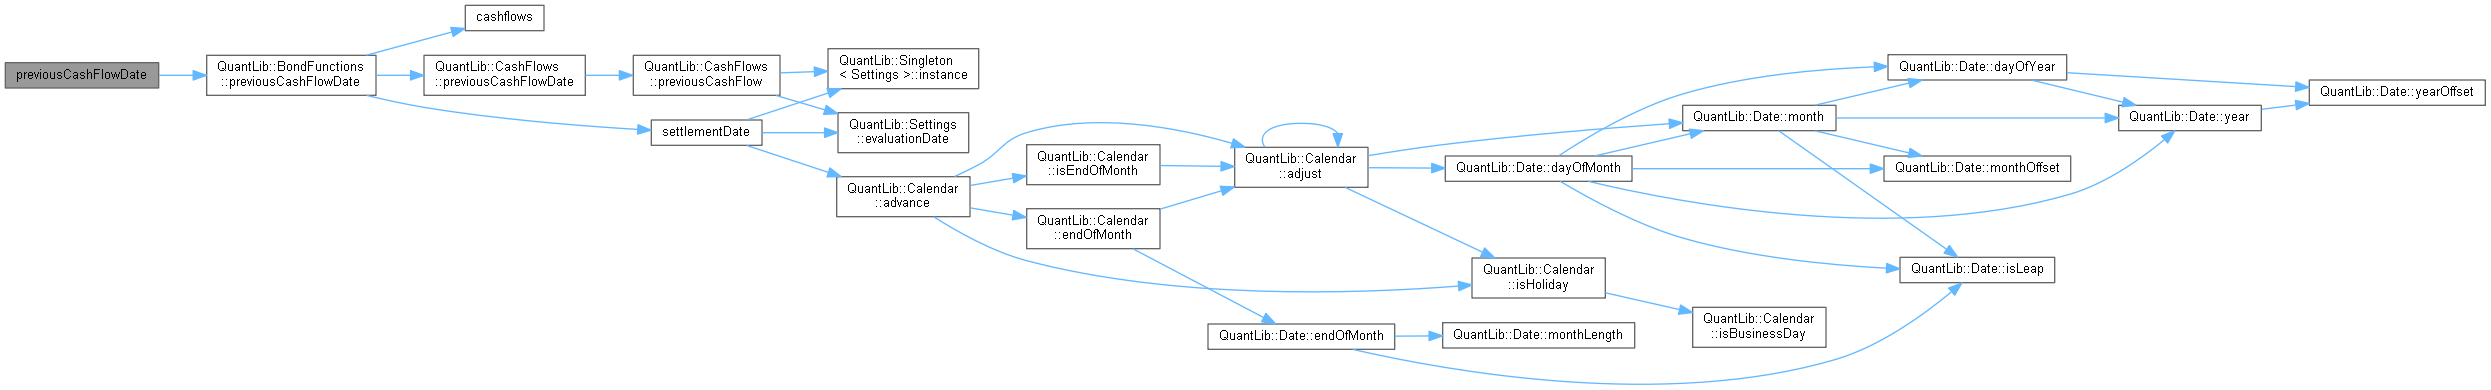 previousCashFlowDate
QuantLib::BondFunctions
::previousCashFlowDate
cashflows
QuantLib::CashFlows
::previousCashFlowDate
QuantLib::CashFlows
::previousCashFlow
QuantLib::Singleton
< Settings >::instance
QuantLib::Settings
::evaluationDate
settlementDate
QuantLib::Calendar
::advance
QuantLib::Calendar
::isEndOfMonth
QuantLib::Calendar
::endOfMonth
QuantLib::Calendar
::adjust
QuantLib::Date::endOfMonth
QuantLib::Date::dayOfMonth
QuantLib::Calendar
::isHoliday
QuantLib::Date::monthLength
QuantLib::Date::month
QuantLib::Calendar
::isBusinessDay
QuantLib::Date::dayOfYear
QuantLib::Date::monthOffset
QuantLib::Date::isLeap
QuantLib::Date::year
QuantLib::Date::yearOffset